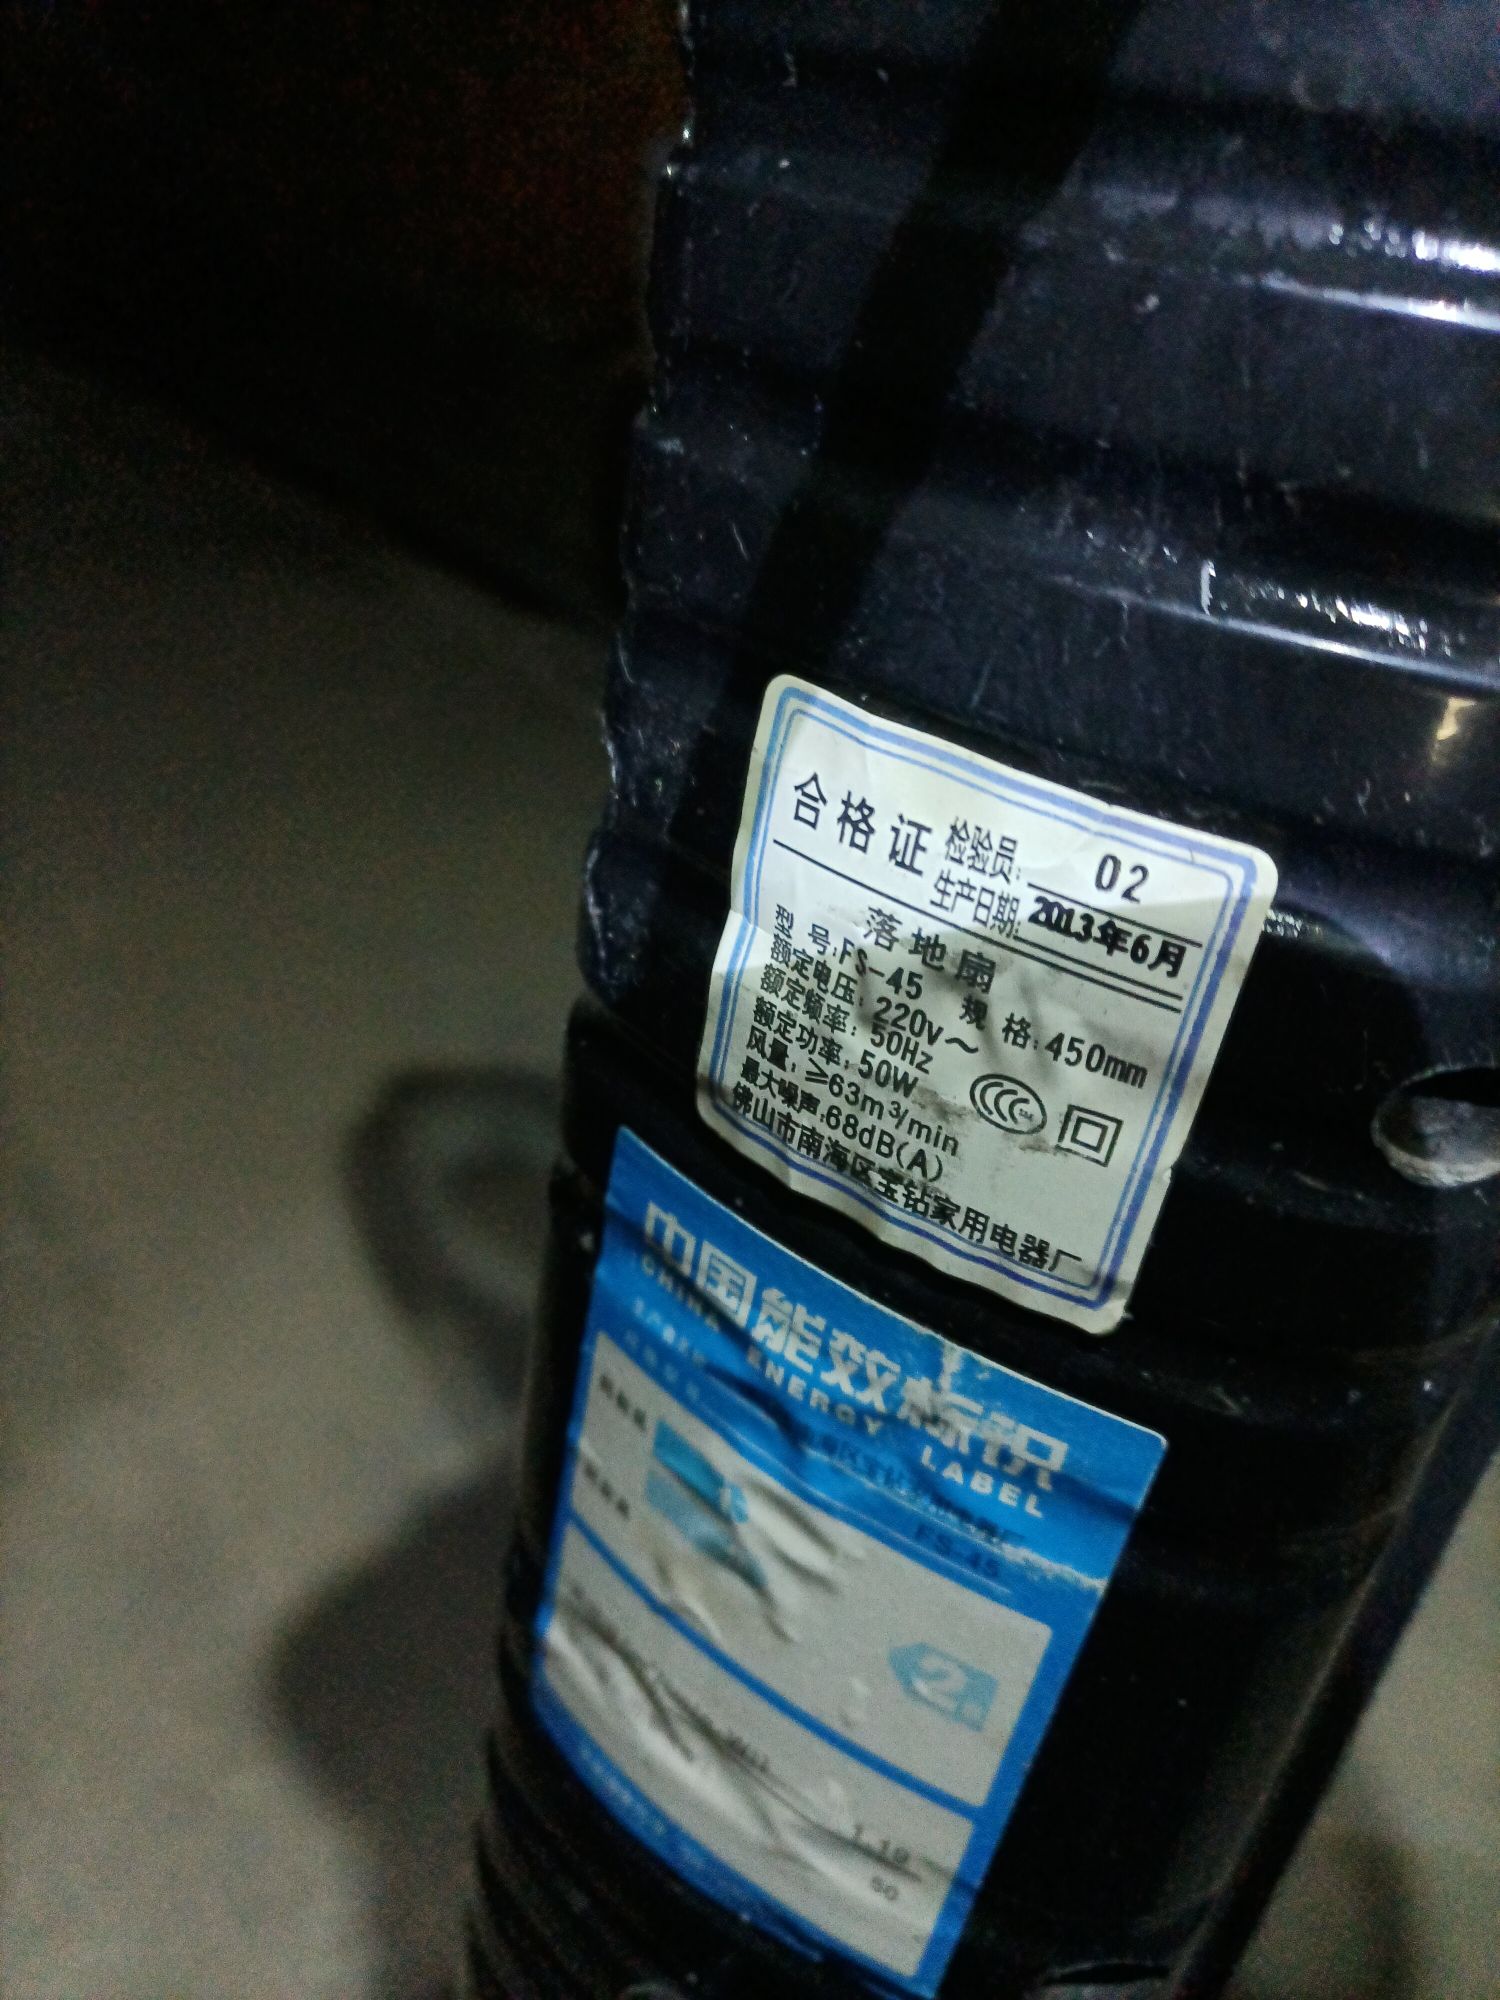 合格证 检验员: 02
生产日期: 2013年6月
落地扇
型号: FS-45 规格: 450mm
额定电压: 220V~
额定频率: 50Hz
额定功率: 50W
风量: ≥63m³/min
最大噪声: 68dB(A)
佛山市南海区宝钻家用电器厂
中国能效标识
CHINA ENERGY LABEL
FS-45
2
1.19
50